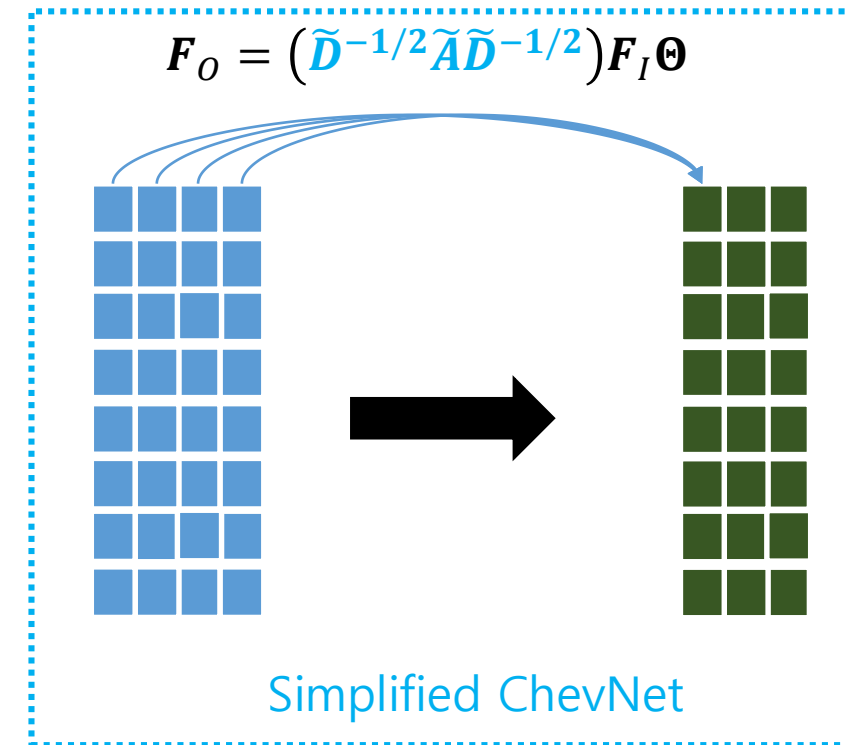 𝑭_𝑂 = (𝑫̃^{−1/2}𝑨̃𝑫̃^{−1/2})𝑭_𝐼𝚯
Simplified ChevNet